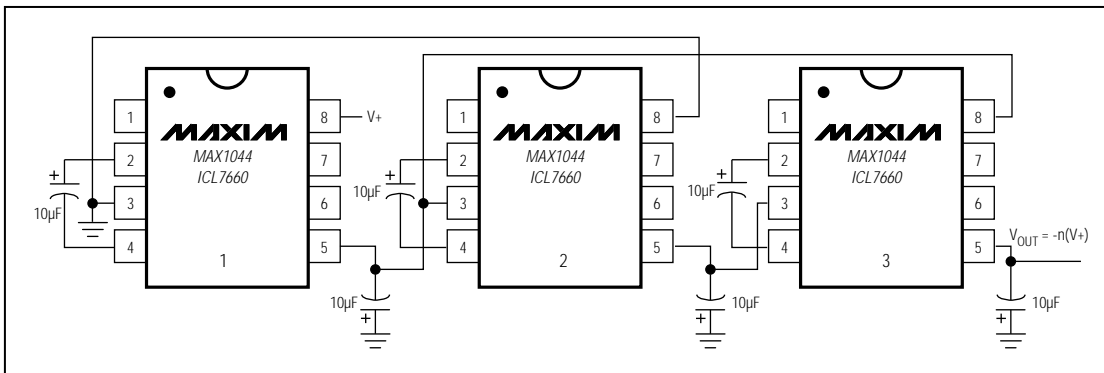 1
2
3
4
8
7
6
5
V+
MAXIM
MAX1044
ICL7660
1
+
10µF
10µF
+
1
2
3
4
8
7
6
5
MAXIM
MAX1044
ICL7660
2
+
10µF
10µF
+
1
2
3
4
8
7
6
5
MAXIM
MAX1044
ICL7660
3
+
10µF
VOUT = -n(V+)
10µF
+